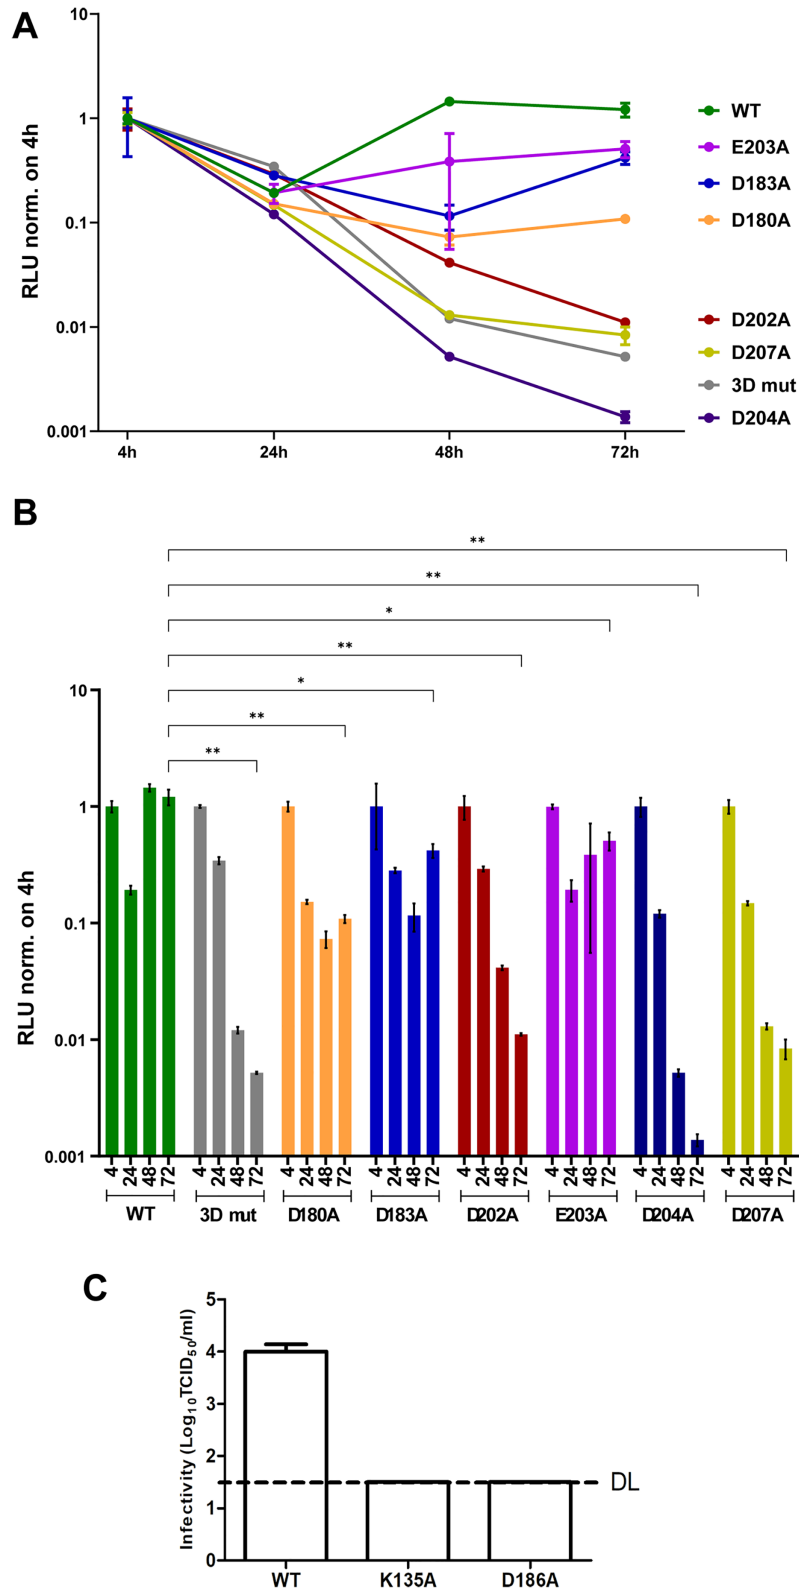 A
10
1
0.1
0.01
0.001
RLU norm. on 4h
4h 24h 48h 72h
WT
E203A
D183A
D180A
D202A
D207A
3D mut
D204A
B
**
**
*
**
*
**
**
10
1
0.1
0.01
0.001
RLU norm. on 4h
4 24 48 72 4 24 48 72 4 24 48 72 4 24 48 72 4 24 48 72 4 24 48 72 4 24 48 72 4 24 48 72
WT 3D mut D180A D183A D202A E203A D204A D207A
C
5
4
3
2
1
0
Infectivity (Log10TCID50/ml)
DL
WT K135A D186A